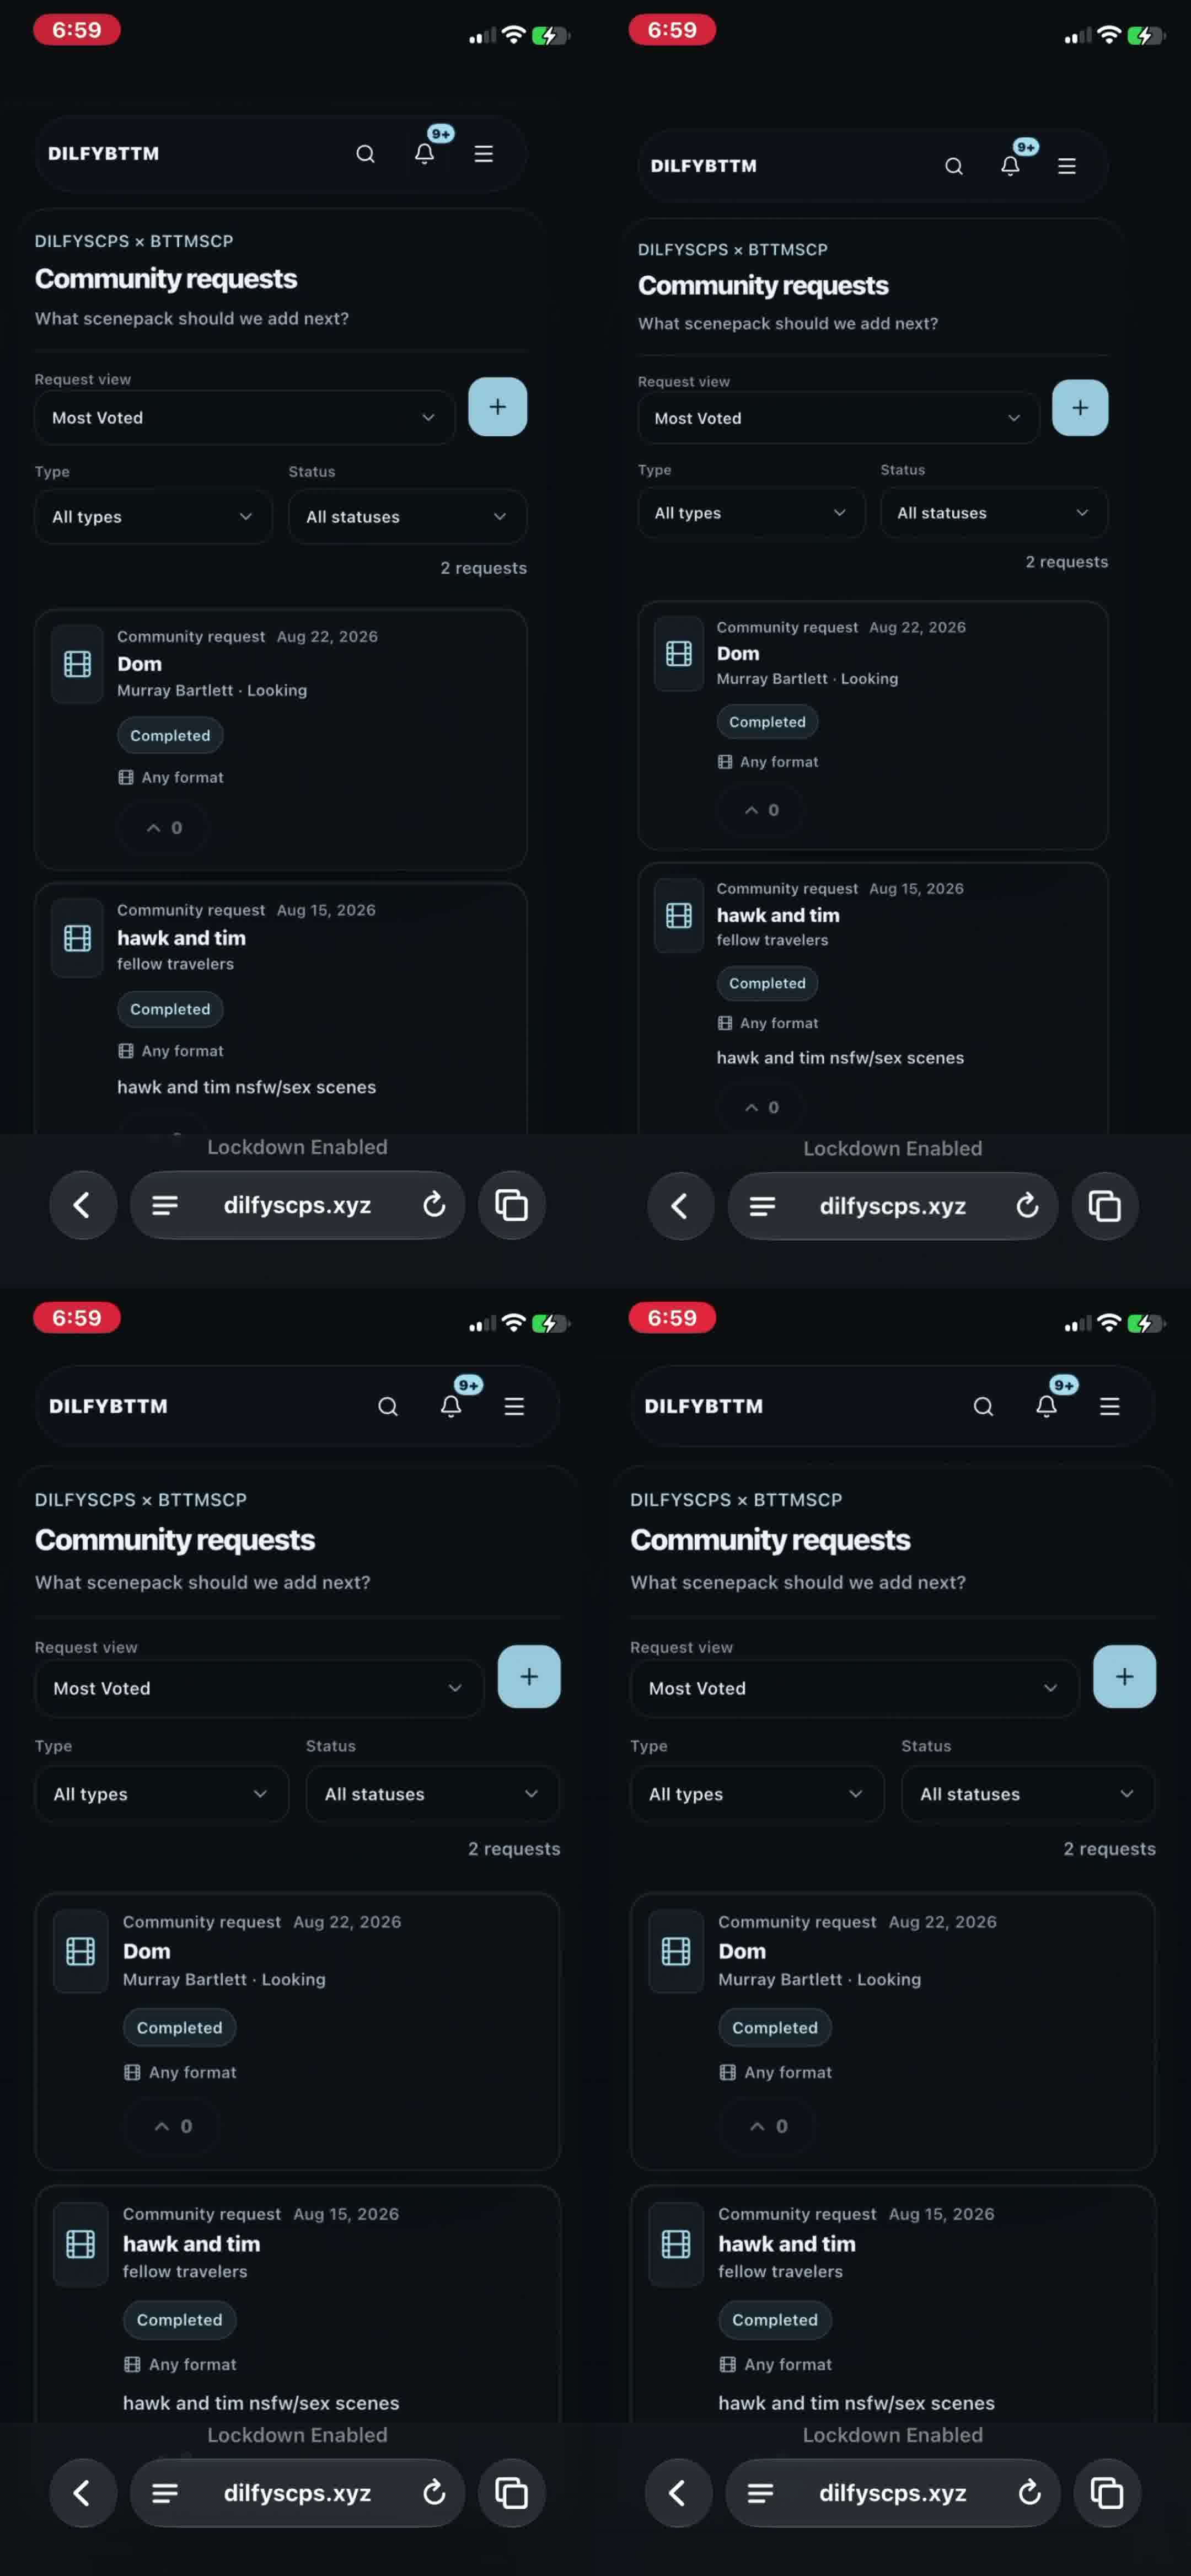 6:59
DILFYBTTM
9+
DILFYSCPS × BTTMSCP
Community requests
What scenepack should we add next?
Request view
Most Voted
+
Type
Status
All types
All statuses
2 requests
Community request Aug 22, 2026
Dom
Murray Bartlett · Looking
Completed
Any format
0
Community request Aug 15, 2026
hawk and tim
fellow travelers
Completed
Any format
hawk and tim nsfw/sex scenes
Lockdown Enabled
dilfyscps.xyz
6:59
DILFYBTTM
9+
DILFYSCPS × BTTMSCP
Community requests
What scenepack should we add next?
Request view
Most Voted
+
Type
Status
All types
All statuses
2 requests
Community request Aug 22, 2026
Dom
Murray Bartlett · Looking
Completed
Any format
0
Community request Aug 15, 2026
hawk and tim
fellow travelers
Completed
Any format
hawk and tim nsfw/sex scenes
0
Lockdown Enabled
dilfyscps.xyz
6:59
DILFYBTTM
9+
DILFYSCPS × BTTMSCP
Community requests
What scenepack should we add next?
Request view
Most Voted
+
Type
Status
All types
All statuses
2 requests
Community request Aug 22, 2026
Dom
Murray Bartlett · Looking
Completed
Any format
0
Community request Aug 15, 2026
hawk and tim
fellow travelers
Completed
Any format
hawk and tim nsfw/sex scenes
Lockdown Enabled
dilfyscps.xyz
6:59
DILFYBTTM
9+
DILFYSCPS × BTTMSCP
Community requests
What scenepack should we add next?
Request view
Most Voted
+
Type
Status
All types
All statuses
2 requests
Community request Aug 22, 2026
Dom
Murray Bartlett · Looking
Completed
Any format
0
Community request Aug 15, 2026
hawk and tim
fellow travelers
Completed
Any format
hawk and tim nsfw/sex scenes
Lockdown Enabled
dilfyscps.xyz